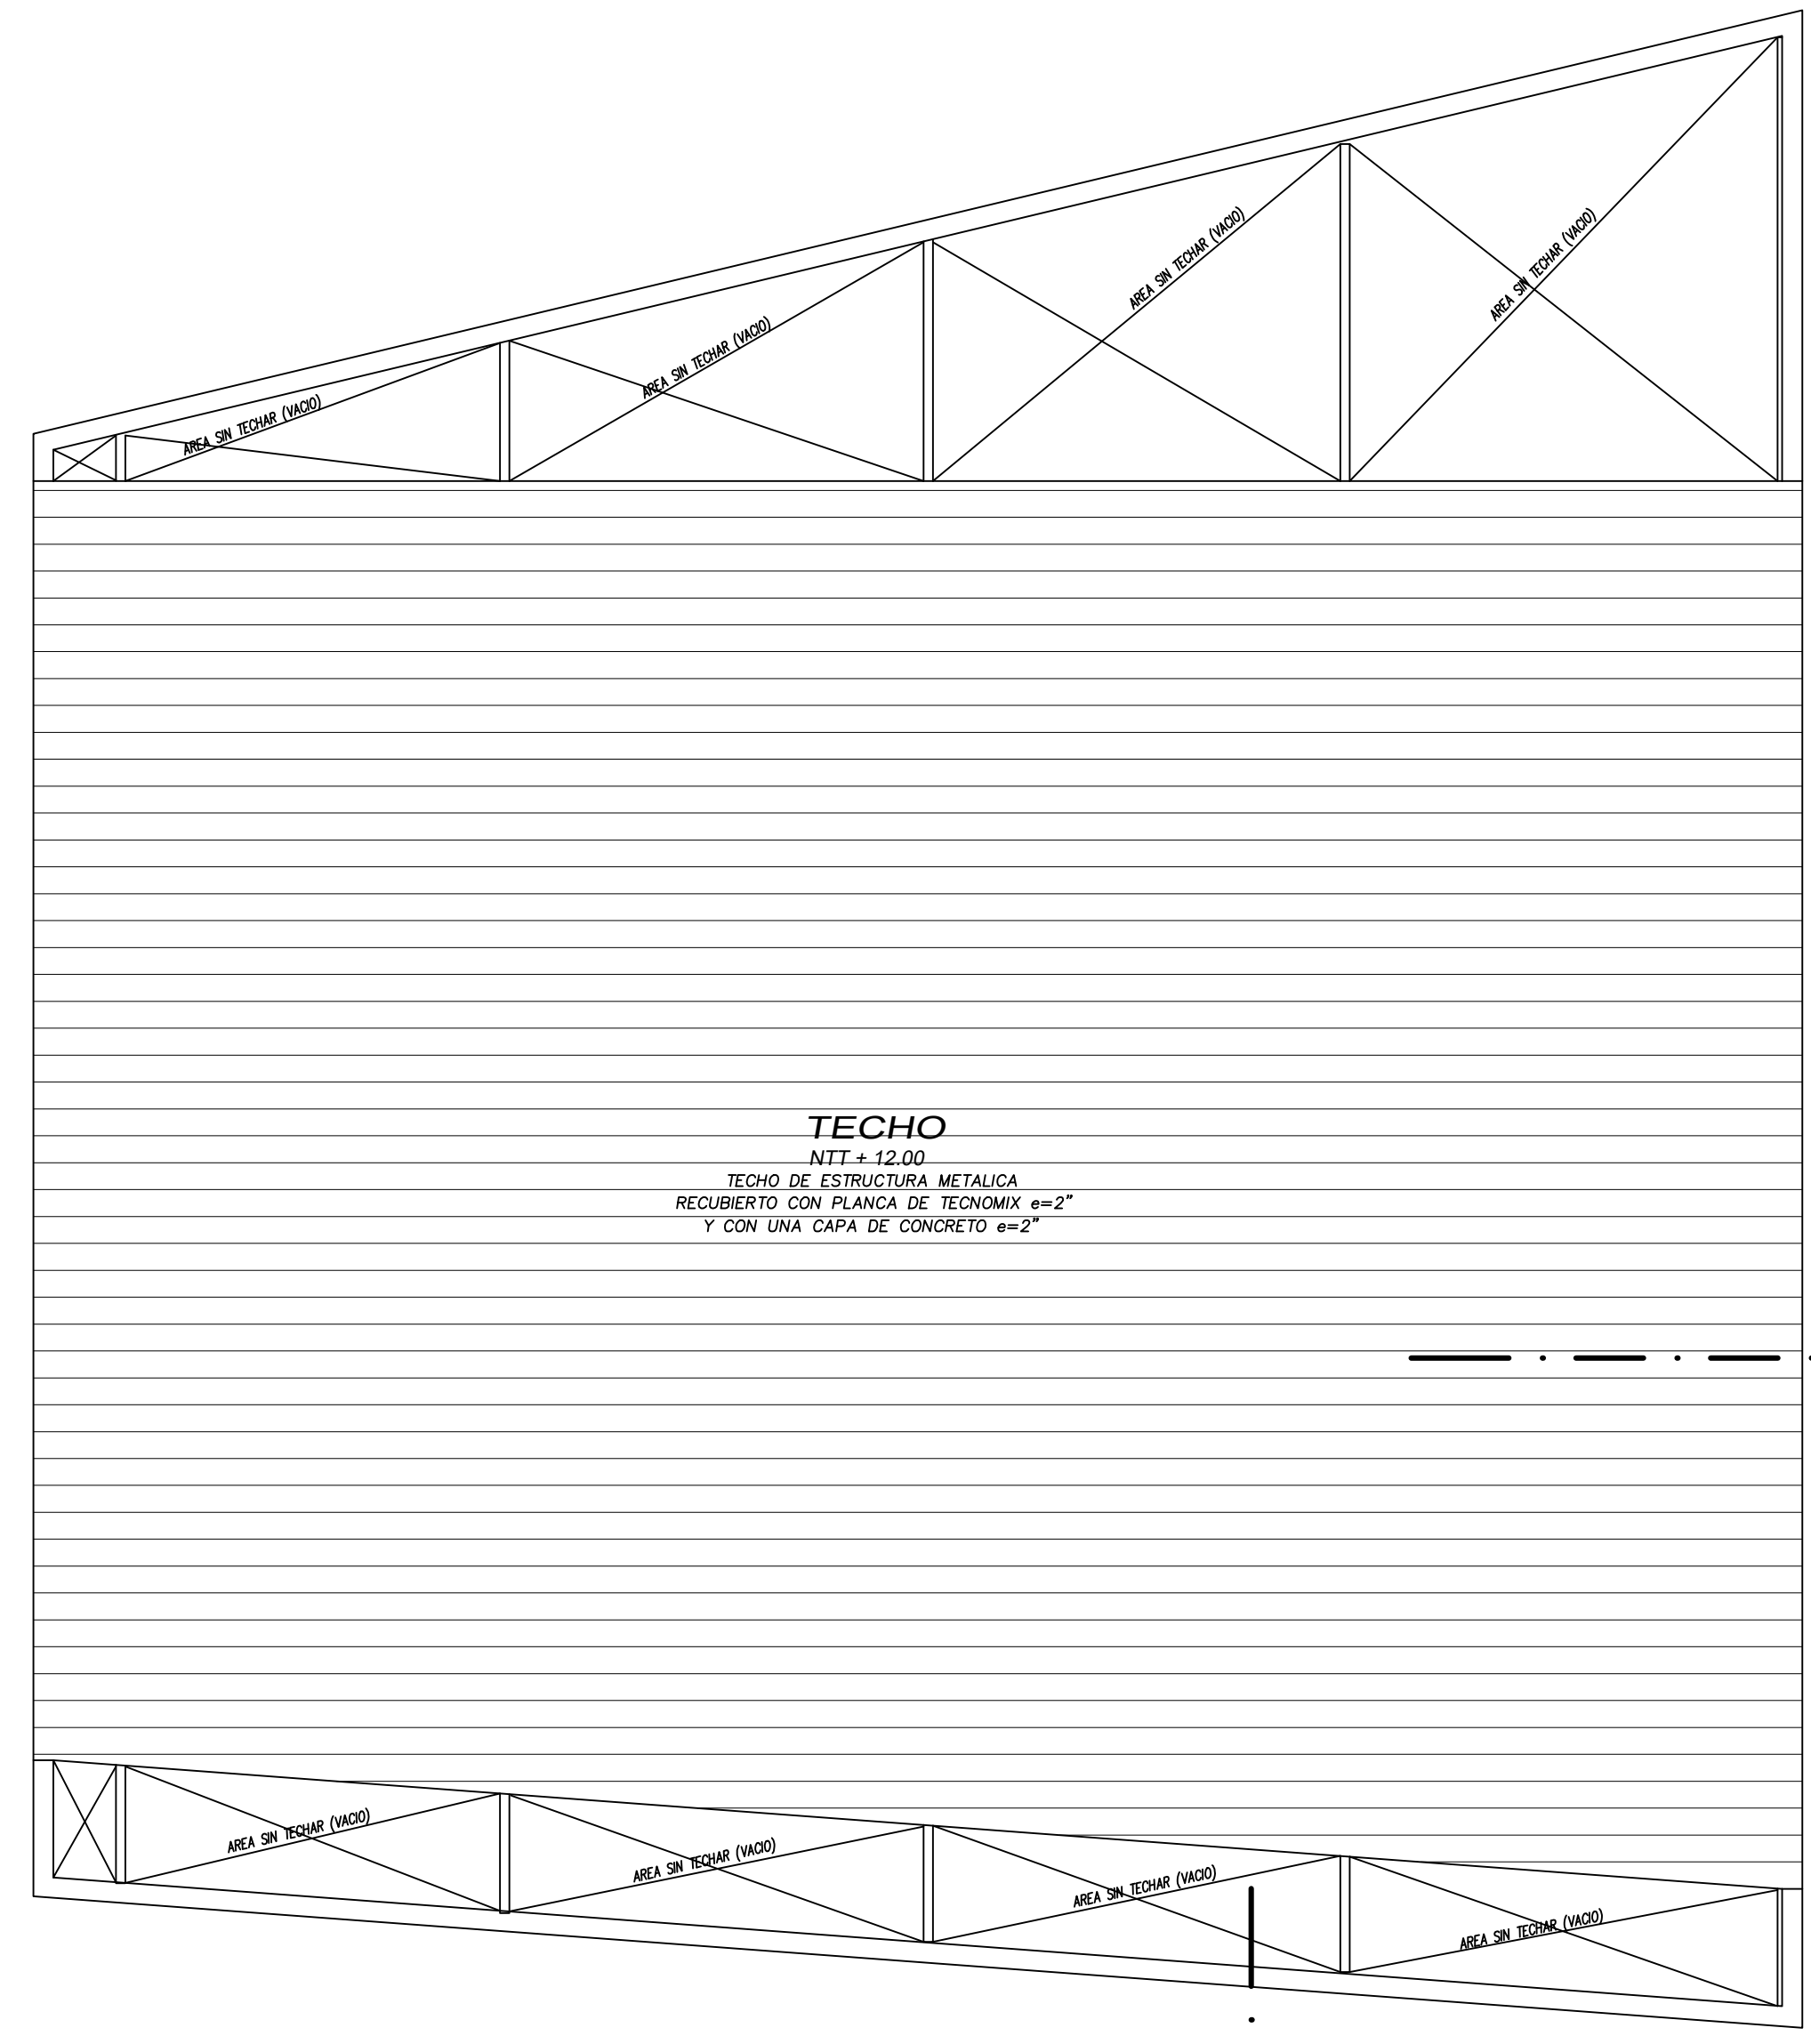 AREA SIN TECHAR (VACIO)
AREA SIN TECHAR (VACIO)
AREA SIN TECHAR (VACIO)
AREA SIN TECHAR (VACIO)
TECHO
NTT + 12.00
TECHO DE ESTRUCTURA METALICA
RECUBIERTO CON PLANCA DE TECNOMIX e=2"
Y CON UNA CAPA DE CONCRETO e=2"
AREA SIN TECHAR (VACIO)
AREA SIN TECHAR (VACIO)
AREA SIN TECHAR (VACIO)
AREA SIN TECHAR (VACIO)